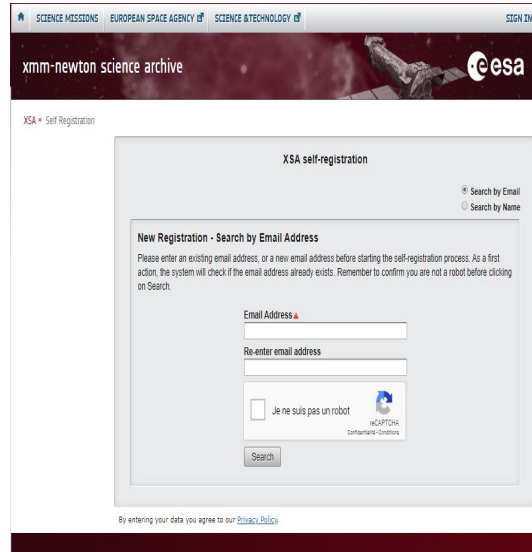 SCIENCE MISSIONS EUROPEAN SPACE AGENCY SCIENCE & TECHNOLOGY SIGN IN
xmm-newton science archive
esa
XSA » Self Registration
XSA self-registration
Search by Email
Search by Name
New Registration - Search by Email Address
Please enter an existing email address, or a new email address before starting the self-registration process. As a first
action, the system will check if the email address already exists. Remember to confirm you are not a robot before clicking
on Search.
Email Address
Re-enter email address
Je ne suis pas un robot
reCAPTCHA
Confidentialité - Conditions
Search
By entering your data you agree to our Privacy Policy.